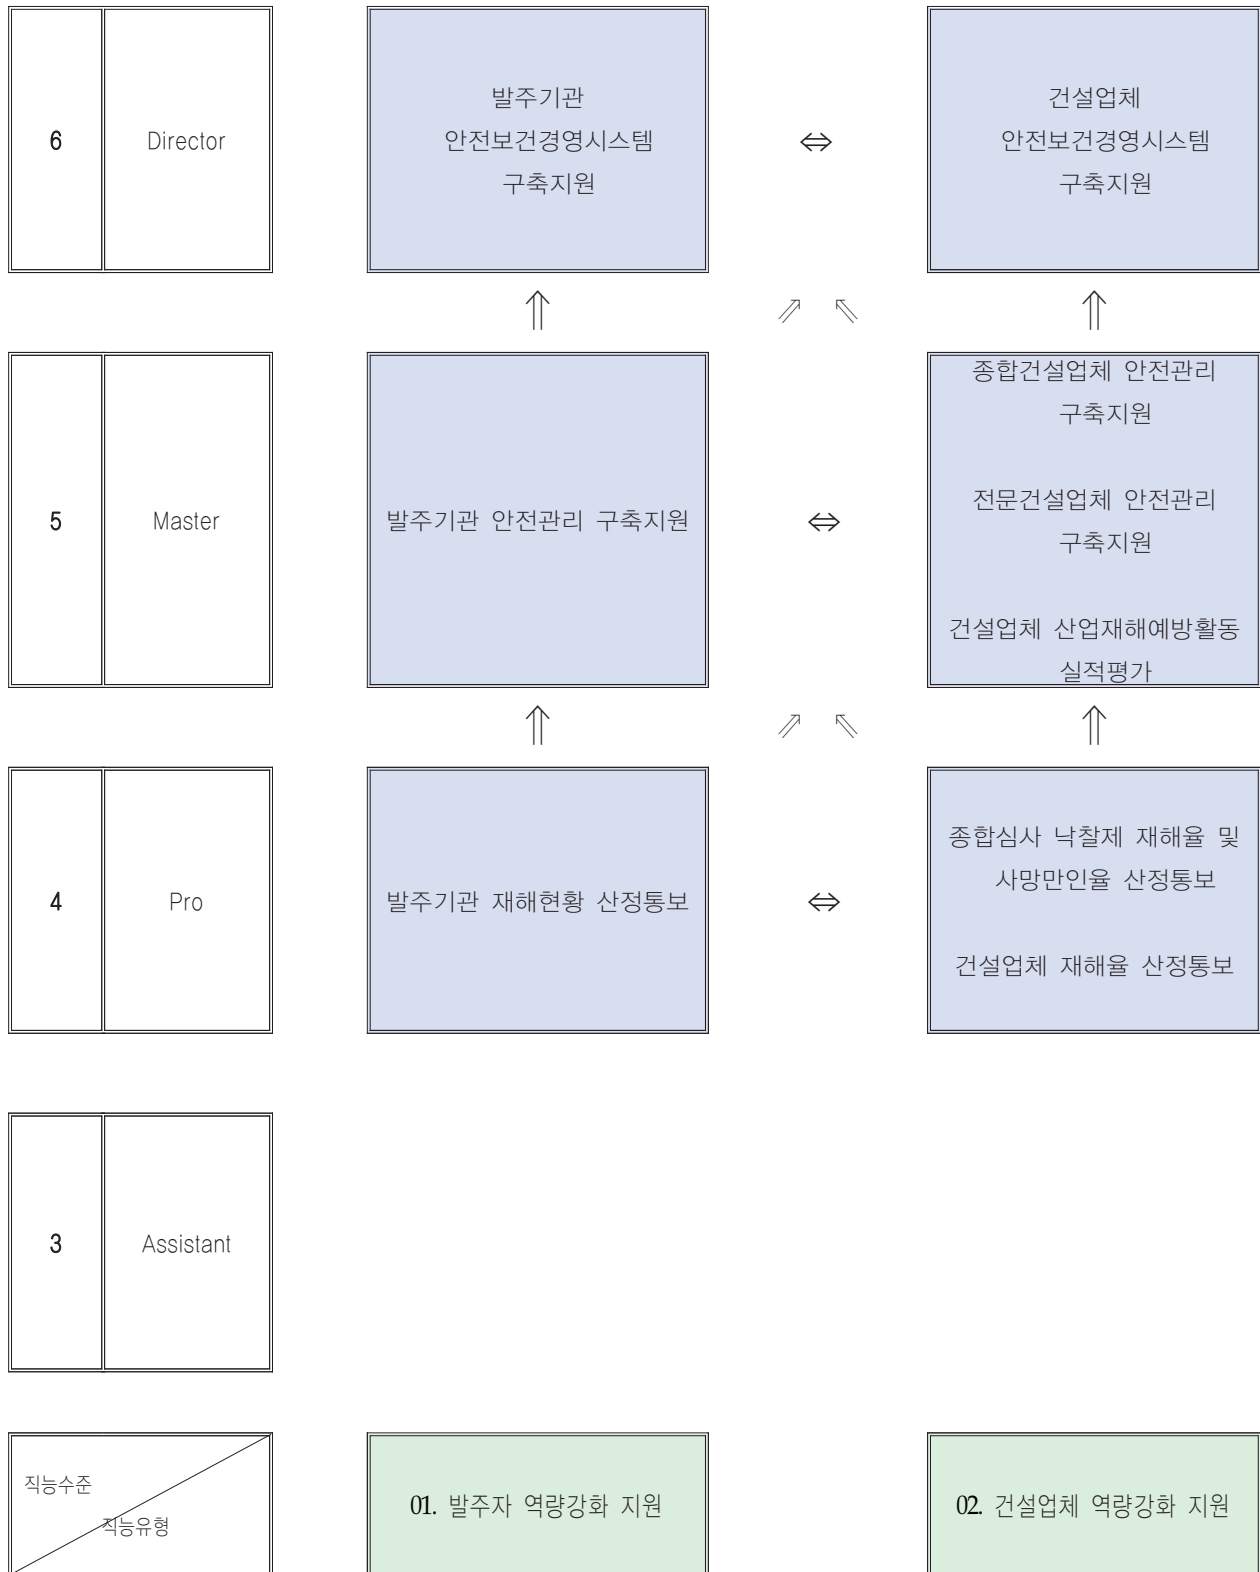 6
Director
발주기관
안전보건경영시스템
구축지원
⇔
건설업체
안전보건경영시스템
구축지원
⇑
⇗ ⇖
⇑
5
Master
발주기관 안전관리 구축지원
⇔
종합건설업체 안전관리
구축지원
전문건설업체 안전관리
구축지원
건설업체 산업재해예방활동
실적평가
⇑
⇗ ⇖
⇑
4
Pro
발주기관 재해현황 산정통보
⇔
종합심사 낙찰제 재해율 및
사망만인율 산정통보
건설업체 재해율 산정통보
3
Assistant
직능수준
직능유형
01. 발주자 역량강화 지원
02. 건설업체 역량강화 지원